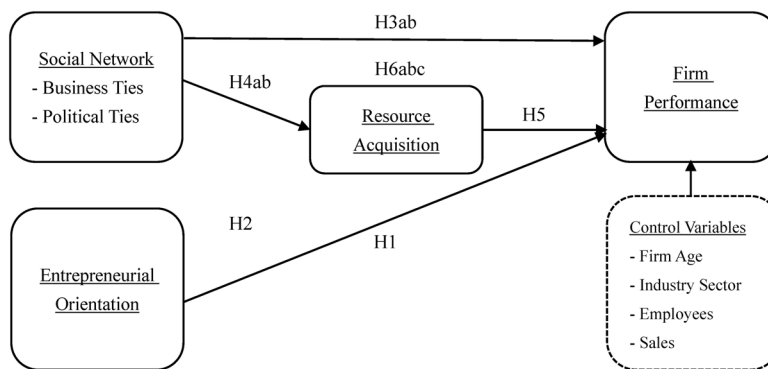 H3ab
Social Network
- Business Ties
- Political Ties
H4ab
H6abc
Resource
Acquisition
H5
Firm
Performance
H2
H1
Entrepreneurial
Orientation
Control Variables
- Firm Age
- Industry Sector
- Employees
- Sales